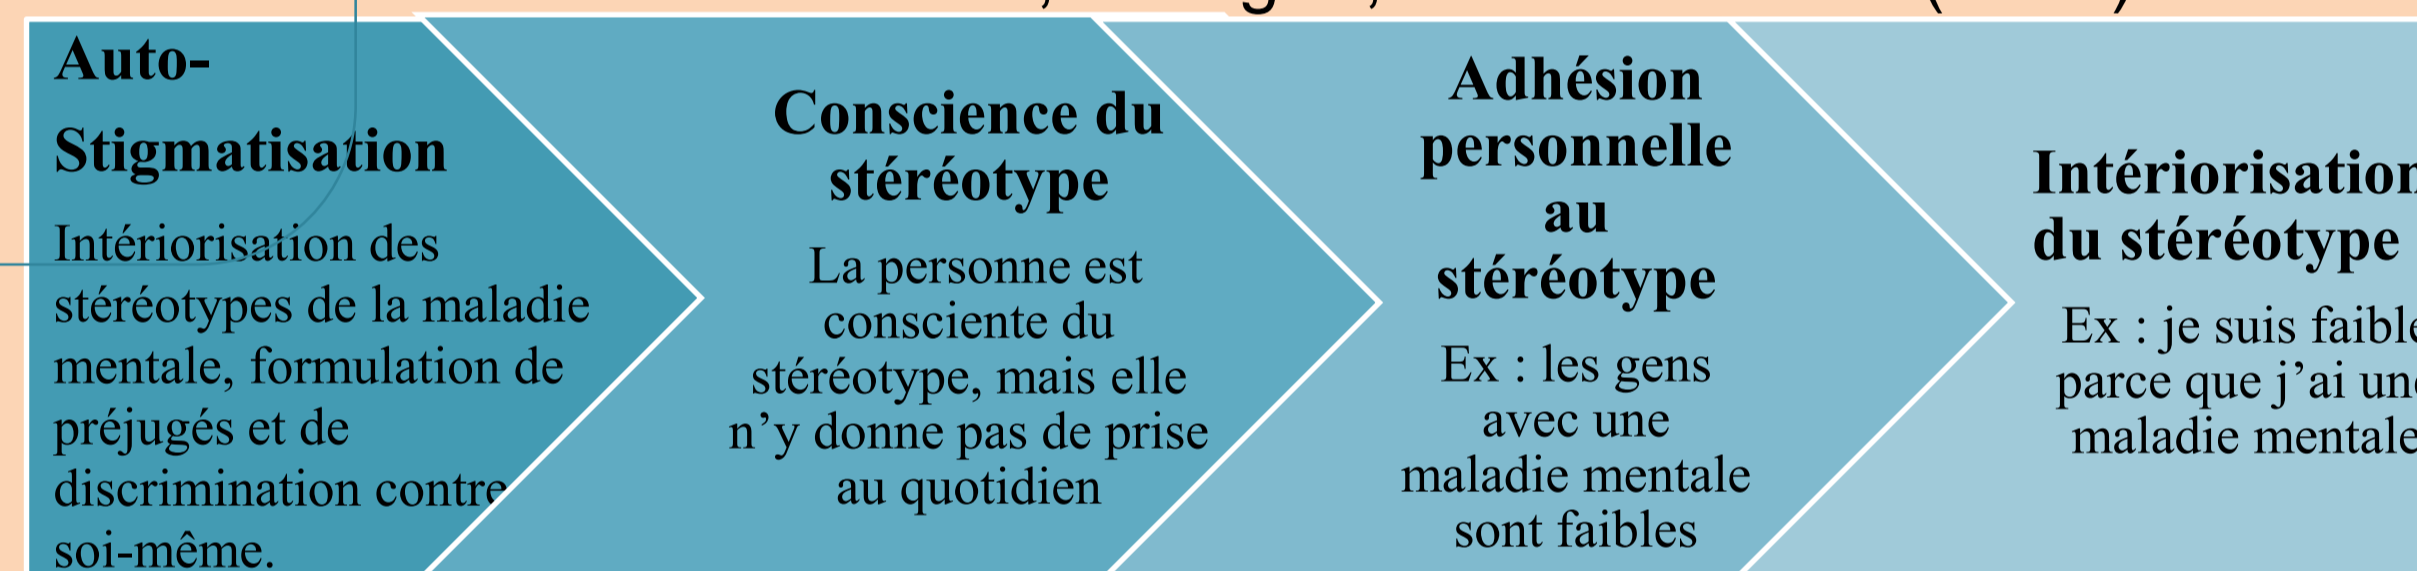 Auto-
Stigmatisation
Intériorisation des
stéréotypes de la maladie
mentale, formulation de
préjugés et de
discrimination contre
soi-même.
Conscience du
stéréotype
La personne est
consciente du
stéréotype, mais elle
n’y donne pas de prise
au quotidien
Adhésion
personnelle
au
stéréotype
Ex : les gens
avec une
maladie mentale
sont faibles
Intériorisation
du stéréotype
Ex : je suis faible
parce que j’ai une
maladie mentale